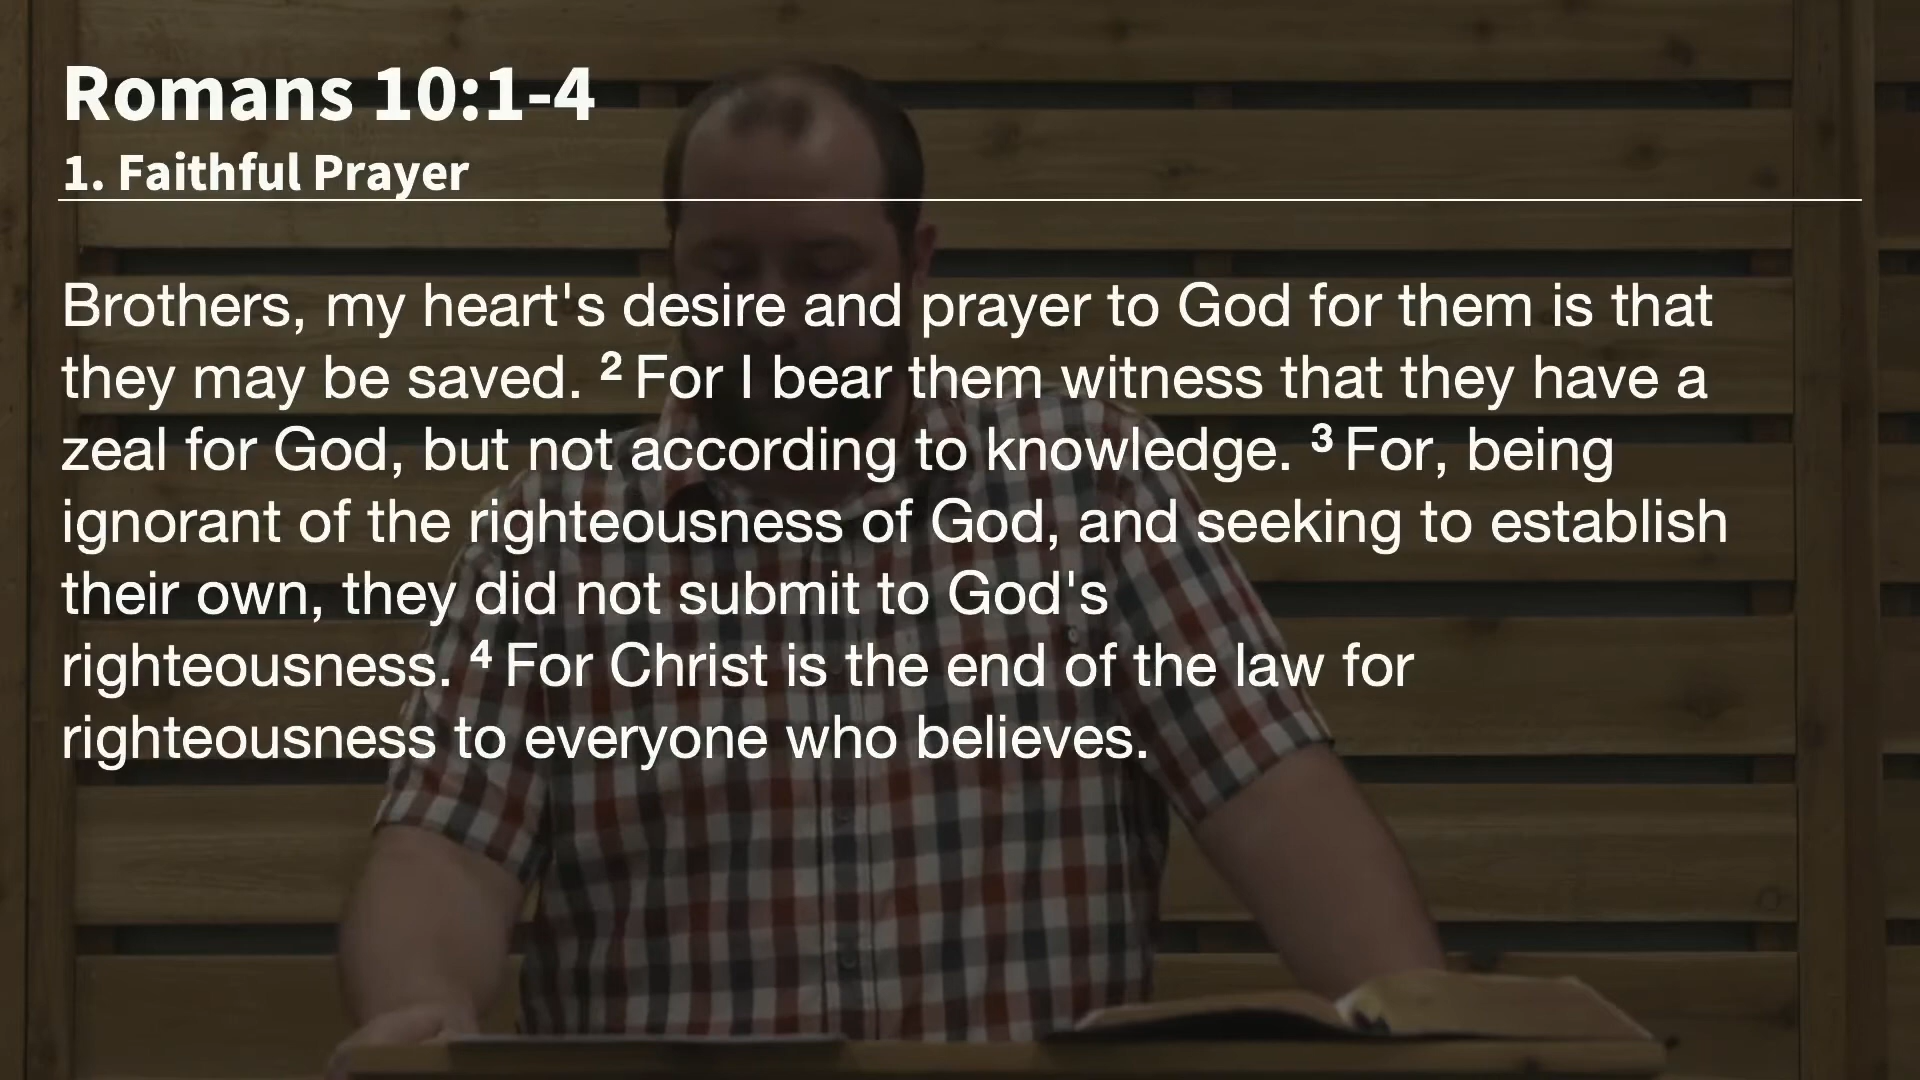 Romans 10:1-4
1. Faithful Prayer
Brothers, my heart's desire and prayer to God for them is that
they may be saved. 2 For I bear them witness that they have a
zeal for God, but not according to knowledge. 3 For, being
ignorant of the righteousness of God, and seeking to establish
their own, they did not submit to God's
righteousness. 4 For Christ is the end of the law for
righteousness to everyone who believes.